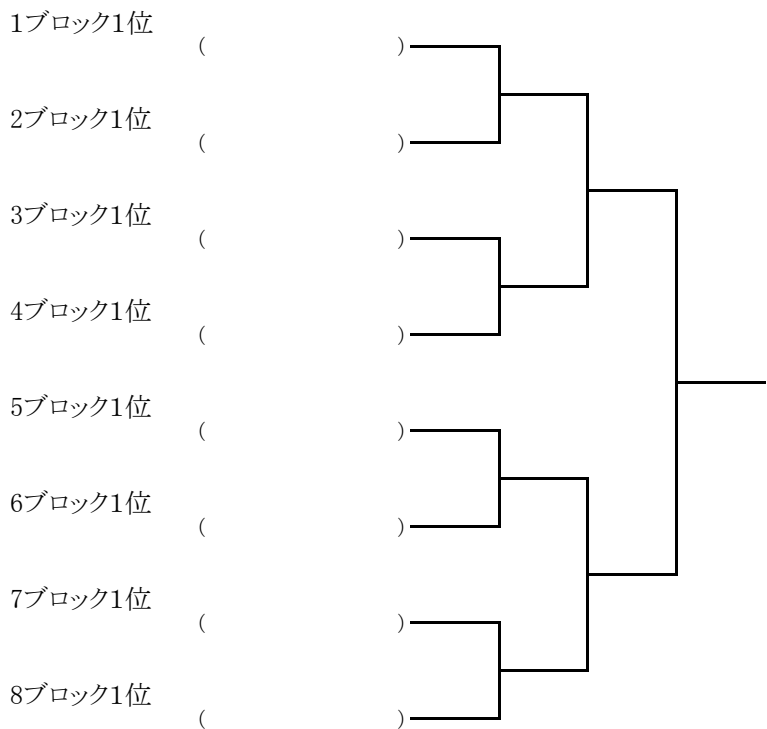 1ブロック1位
(　　　　　　　　)
2ブロック1位
(　　　　　　　　)
3ブロック1位
(　　　　　　　　)
4ブロック1位
(　　　　　　　　)
5ブロック1位
(　　　　　　　　)
6ブロック1位
(　　　　　　　　)
7ブロック1位
(　　　　　　　　)
8ブロック1位
(　　　　　　　　)